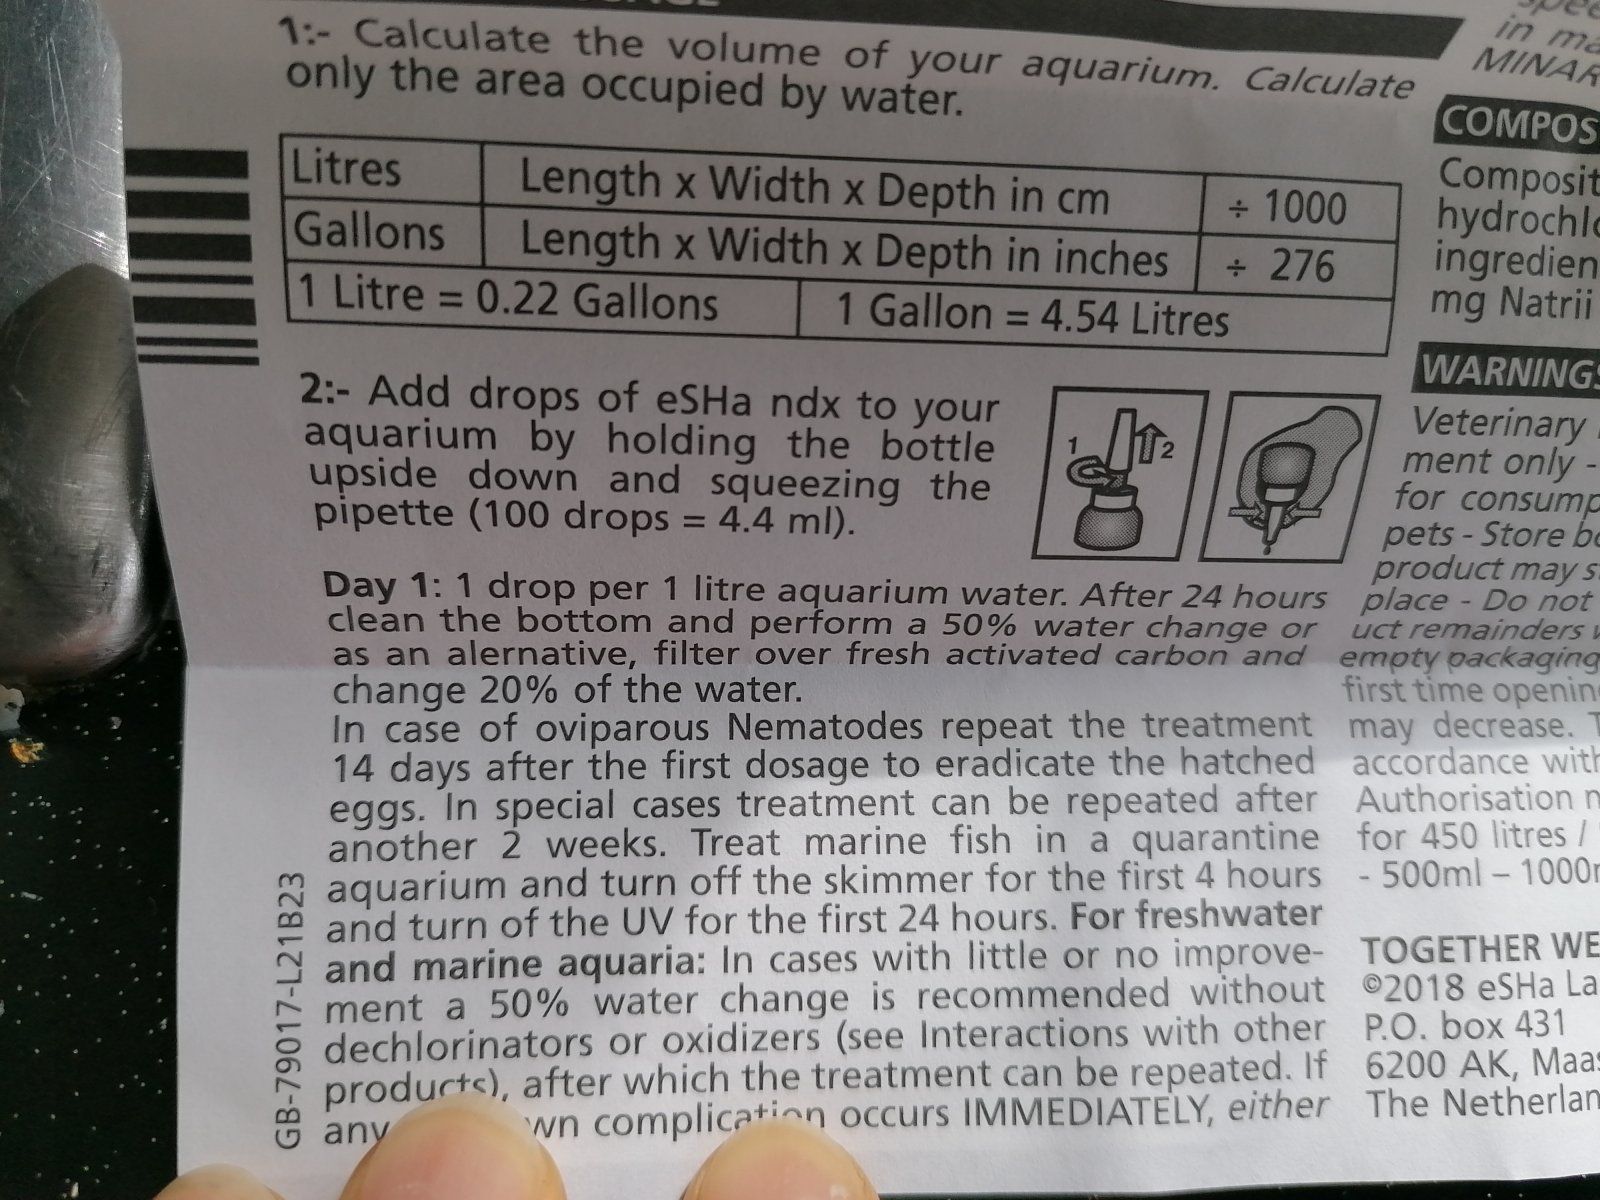 1:- Calculate the volume of your aquarium. Calculate
only the area occupied by water.
Litres Length x Width x Depth in cm ÷ 1000
Gallons Length x Width x Depth in inches ÷ 276
1 Litre = 0.22 Gallons 1 Gallon = 4.54 Litres
2:- Add drops of eSHa ndx to your
aquarium by holding the bottle
upside down and squeezing the
pipette (100 drops = 4.4 ml).
1 2
Day 1: 1 drop per 1 litre aquarium water. After 24 hours
clean the bottom and perform a 50% water change or
as an alernative, filter over fresh activated carbon and
change 20% of the water.
In case of oviparous Nematodes repeat the treatment
14 days after the first dosage to eradicate the hatched
eggs. In special cases treatment can be repeated after
another 2 weeks. Treat marine fish in a quarantine
aquarium and turn off the skimmer for the first 4 hours
and turn of the UV for the first 24 hours. For freshwater
and marine aquaria: In cases with little or no improve-
ment a 50% water change is recommended without
dechlorinators or oxidizers (see Interactions with other
products), after which the treatment can be repeated. If
any complication occurs IMMEDIATELY, either
GB-79017-L21B23
in ma
MINAR
COMPOS
Composit
hydrochlo
ingredien
mg Natrii
WARNINGS
Veterinary
ment only -
for consump
pets - Store bo
product may s
place - Do not
uct remainders
empty packaging
first time opening
may decrease. T
accordance with
Authorisation n
for 450 litres /
- 500ml – 1000m
TOGETHER WE
©2018 eSHa La
P.O. box 431
6200 AK, Maas
The Netherlan